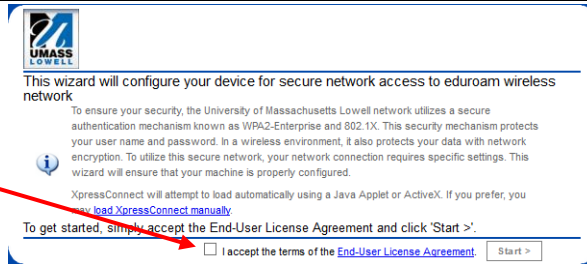 UMASS
LOWELL
This wizard will configure your device for secure network access to eduroam wireless
network
To ensure your security, the University of Massachusetts Lowell network utilizes a secure
authentication mechanism known as WPA2-Enterprise and 802.1X. This security mechanism protects
your user name and password. In a wireless environment, it also protects your data with network
encryption. To utilize this secure network, your network connection requires specific settings. This
wizard will ensure that your machine is properly configured.
XpressConnect will attempt to load automatically using a Java Applet or ActiveX. If you prefer, you
may load XpressConnect manually.
To get started, simply accept the End-User License Agreement and click 'Start >'.
I accept the terms of the End-User License Agreement. Start >